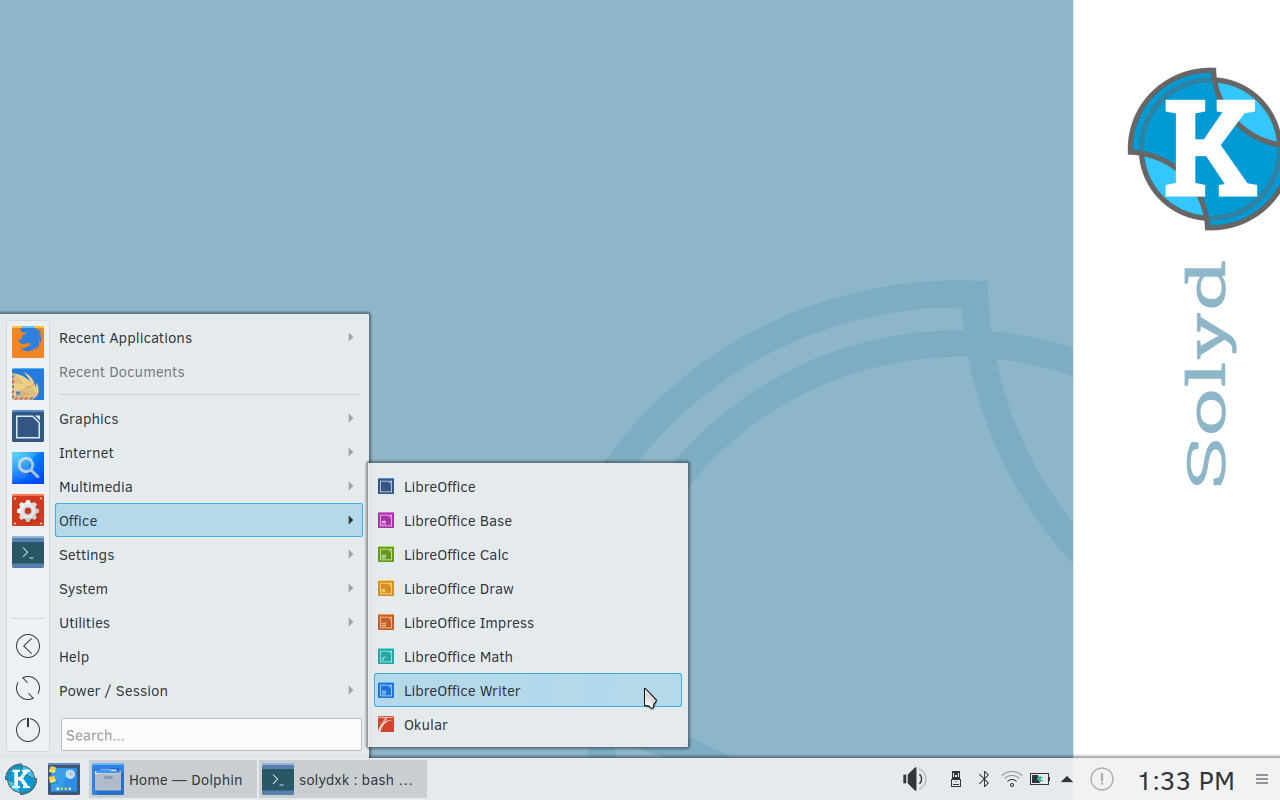 K
Solyd
Recent Applications
Recent Documents
Graphics
Internet
Multimedia
Office
Settings
System
Utilities
Help
Power / Session
Search...
LibreOffice
LibreOffice Base
LibreOffice Calc
LibreOffice Draw
LibreOffice Impress
LibreOffice Math
LibreOffice Writer
Okular
K
Home — Dolphin
solydxk : bash ...
1:33 PM